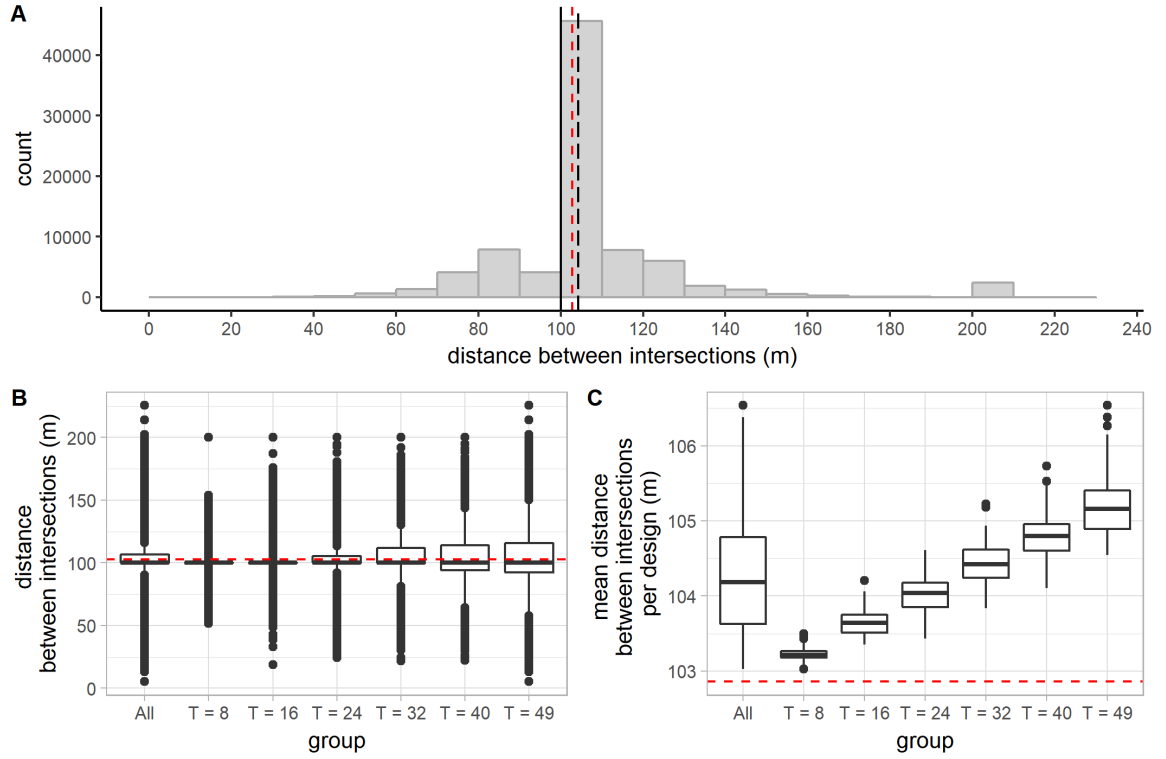 A
count
40000
30000
20000
10000
0
0 20 40 60 80 100 120 140 160 180 200 220 240
distance between intersections (m)
B
distance
between intersections (m)
200
150
100
50
0
All T = 8 T = 16 T = 24 T = 32 T = 40 T = 49
group
C
mean distance
between intersections
per design (m)
106
105
104
103
All T = 8 T = 16 T = 24 T = 32 T = 40 T = 49
group